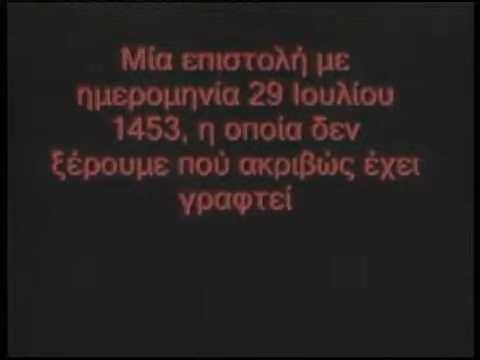 Μία επιστολή με
ημερομηνία 29 Ιουλίου
1453, η οποία δεν
ξέρουμε πού ακριβώς έχει
γραφτεί